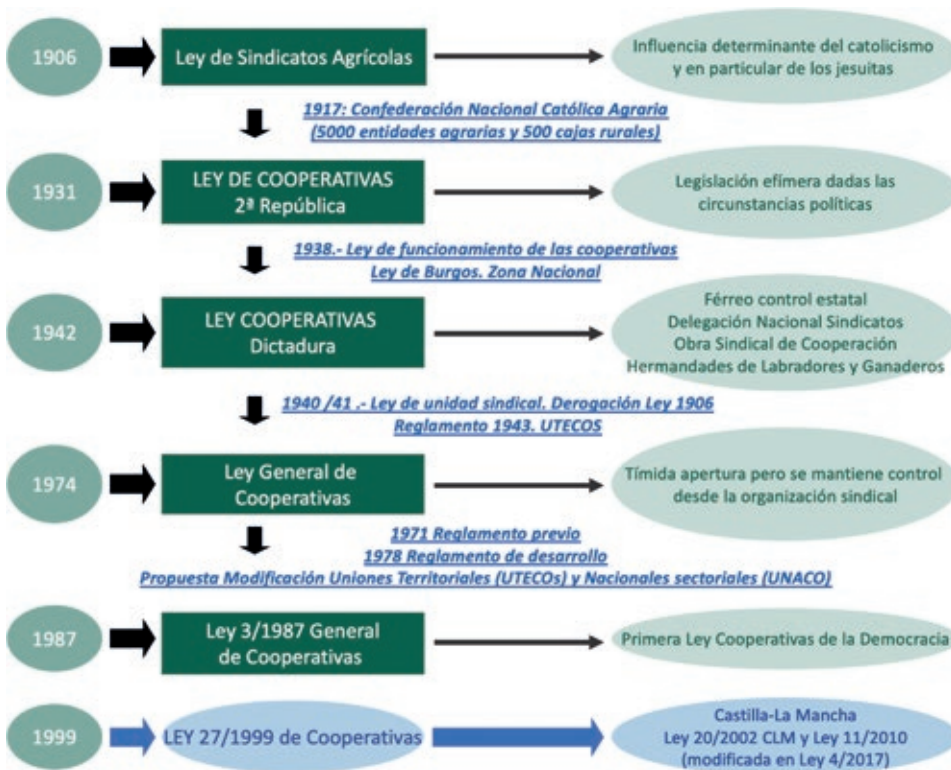 1906
Ley de Sindicatos Agrícolas
Influencia determinante del catolicismo
y en particular de los jesuitas
1917: Confederación Nacional Católica Agraria
(5000 entidades agrarias y 500 cajas rurales)
1931
LEY DE COOPERATIVAS
2ª República
Legislación efímera dadas las
circunstancias políticas
1938.- Ley de funcionamiento de las cooperativas
Ley de Burgos. Zona Nacional
1942
LEY COOPERATIVAS
Dictadura
Férreo control estatal
Delegación Nacional Sindicatos
Obra Sindical de Cooperación
Hermandades de Labradores y Ganaderos
1940 /41 .- Ley de unidad sindical. Derogación Ley 1906
Reglamento 1943. UTECOS
1974
Ley General de
Cooperativas
Tímida apertura pero se mantiene control
desde la organización sindical
1971 Reglamento previo
1978 Reglamento de desarrollo
Propuesta Modificación Uniones Territoriales (UTECOs) y Nacionales sectoriales (UNACO)
1987
Ley 3/1987 General
de Cooperativas
Primera Ley Cooperativas de la Democracia
1999
LEY 27/1999 de Cooperativas
Castilla-La Mancha
Ley 20/2002 CLM y Ley 11/2010
(modificada en Ley 4/2017)